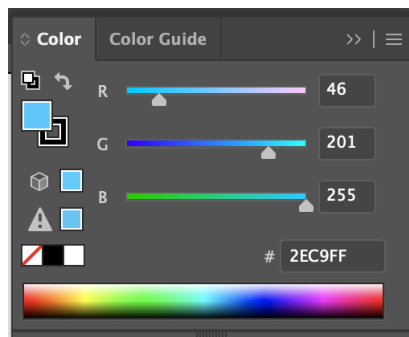 Color Color Guide >> | ≡
R 46
G 201
B 255
# 2EC9FF